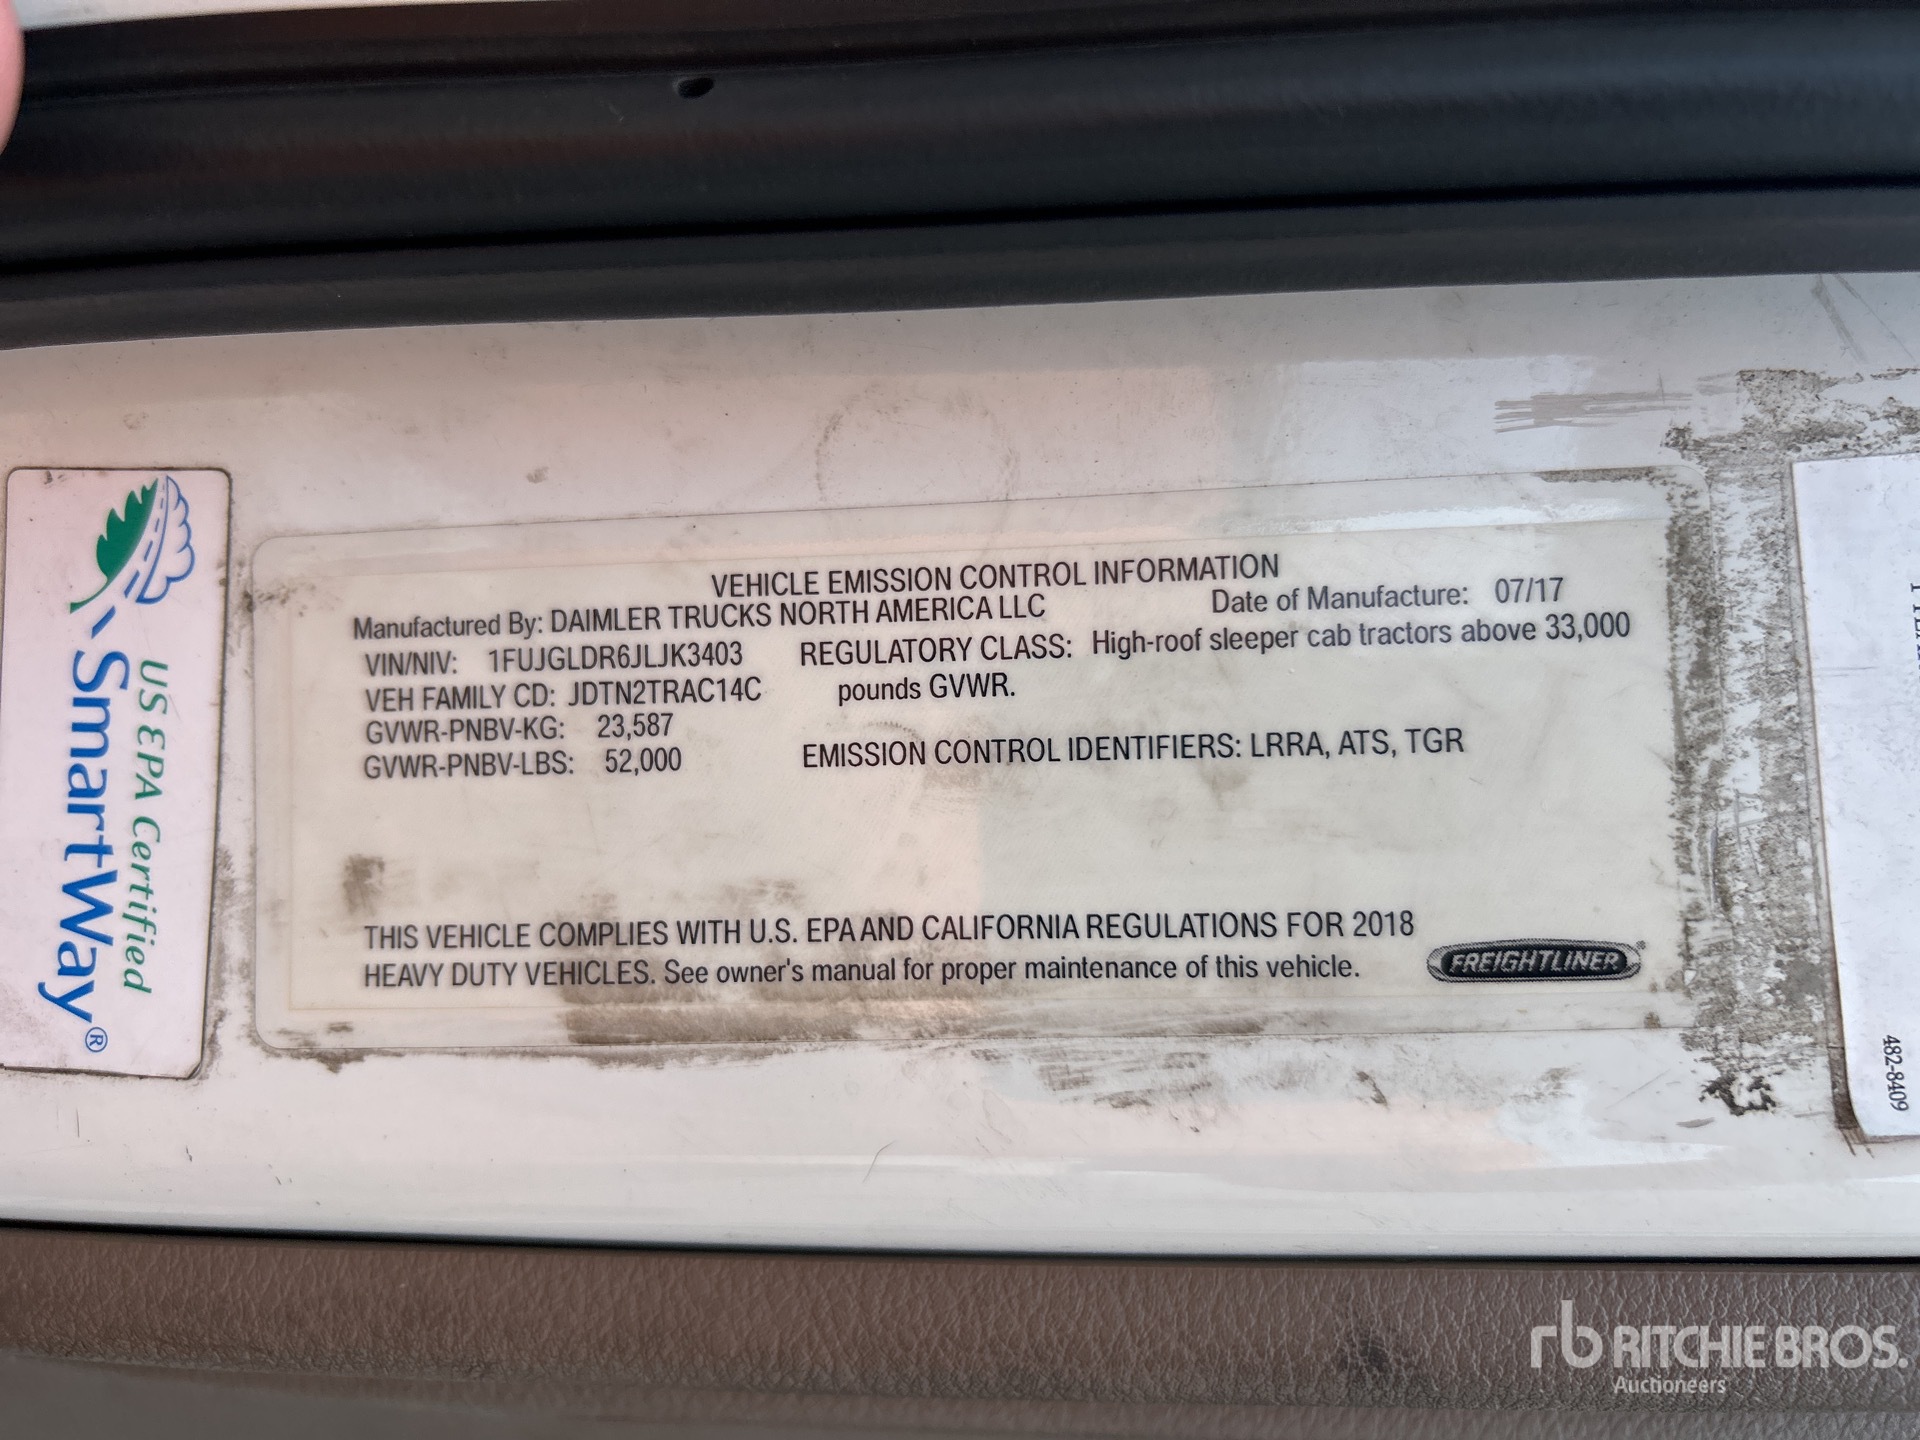 VEHICLE EMISSION CONTROL INFORMATION
Manufactured By: DAIMLER TRUCKS NORTH AMERICA LLC Date of Manufacture: 07/17
VIN/NIV: 1FUJGLDR6JLJK3403 REGULATORY CLASS: High-roof sleeper cab tractors above 33,000
VEH FAMILY CD: JDTN2TRAC14C pounds GVWR.
GVWR-PNBV-KG: 23,587
GVWR-PNBV-LBS: 52,000 EMISSION CONTROL IDENTIFIERS: LRRA, ATS, TGR
THIS VEHICLE COMPLIES WITH U.S. EPA AND CALIFORNIA REGULATIONS FOR 2018
HEAVY DUTY VEHICLES. See owner's manual for proper maintenance of this vehicle.
FREIGHTLINER®
US EPA Certified
SmartWay®
482-8409
rb RITCHIE BROS.
Auctioneers